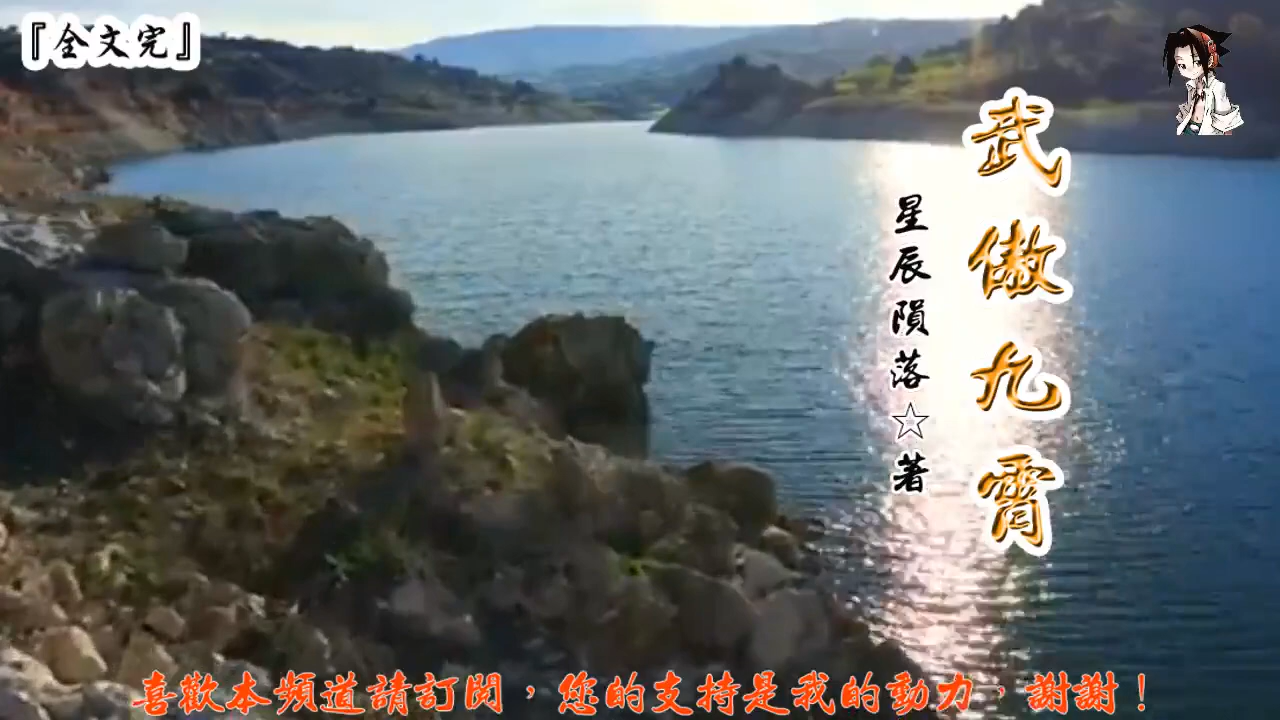 『全文完』
武傲九霄
星辰隕落☆著
喜歡本頻道請訂閱，您的支持是我的動力，謝謝！